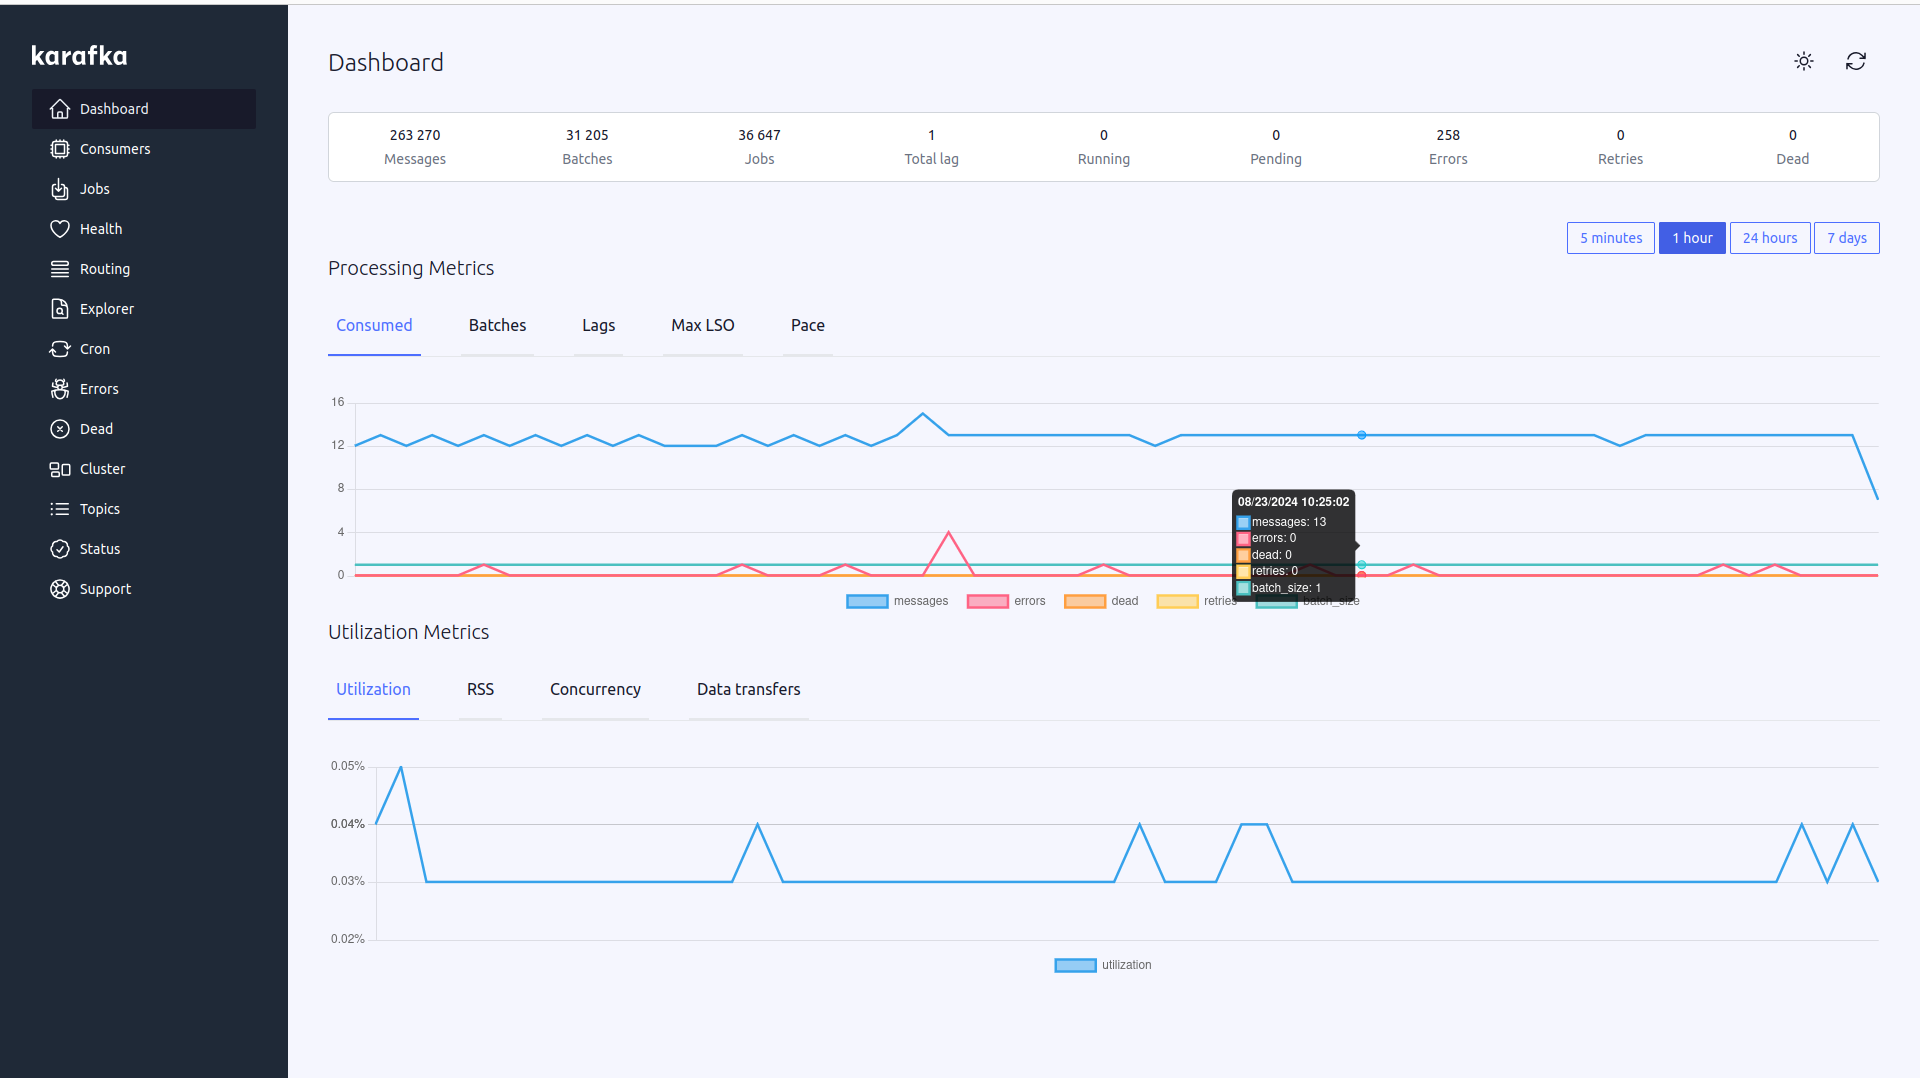 karafka
Dashboard
Consumers
Jobs
Health
Routing
Explorer
Cron
Errors
Dead
Cluster
Topics
Status
Support
Dashboard
263 270 31 205 36 647 1 0 0 258 0 0
Messages Batches Jobs Total lag Running Pending Errors Retries Dead
5 minutes 1 hour 24 hours 7 days
Processing Metrics
Consumed Batches Lags Max LSO Pace
16
12
8
4
0
08/23/2024 10:25:02
messages: 13
errors: 0
dead: 0
retries: 0
batch_size: 1
messages errors dead retries batch_size
Utilization Metrics
Utilization RSS Concurrency Data transfers
0.05%
0.04%
0.03%
0.02%
utilization